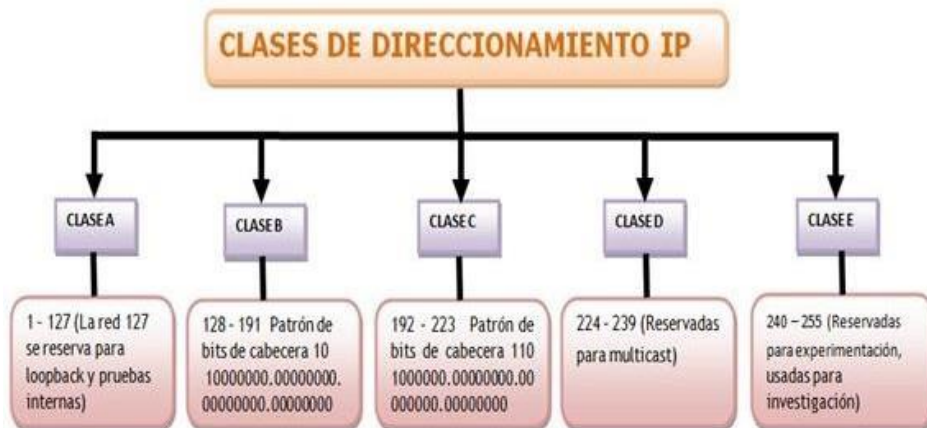 CLASES DE DIRECCIONAMIENTO IP
CLASE A
CLASE B
CLASE C
CLASE D
CLASE E
1 - 127 (La red 127
se reserva para
loopback y pruebas
internas)
128 - 191 Patrón de
bits de cabecera 10
10000000.00000000.
00000000.00000000
192 - 223 Patrón de
bits de cabecera 110
1000000.00000000.00
000000.00000000
224 - 239 (Reservadas
para multicast)
240 – 255 (Reservadas
para experimentación,
usadas para
investigación)